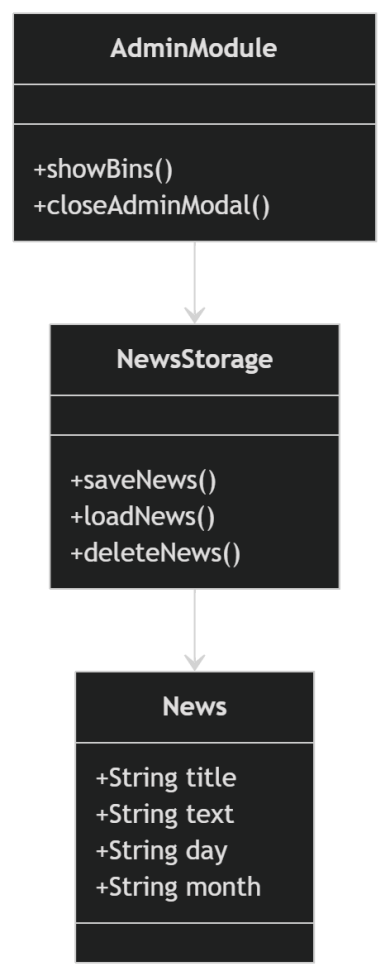 AdminModule
+showBins()
+closeAdminModal()
NewsStorage
+saveNews()
+loadNews()
+deleteNews()
News
+String title
+String text
+String day
+String month